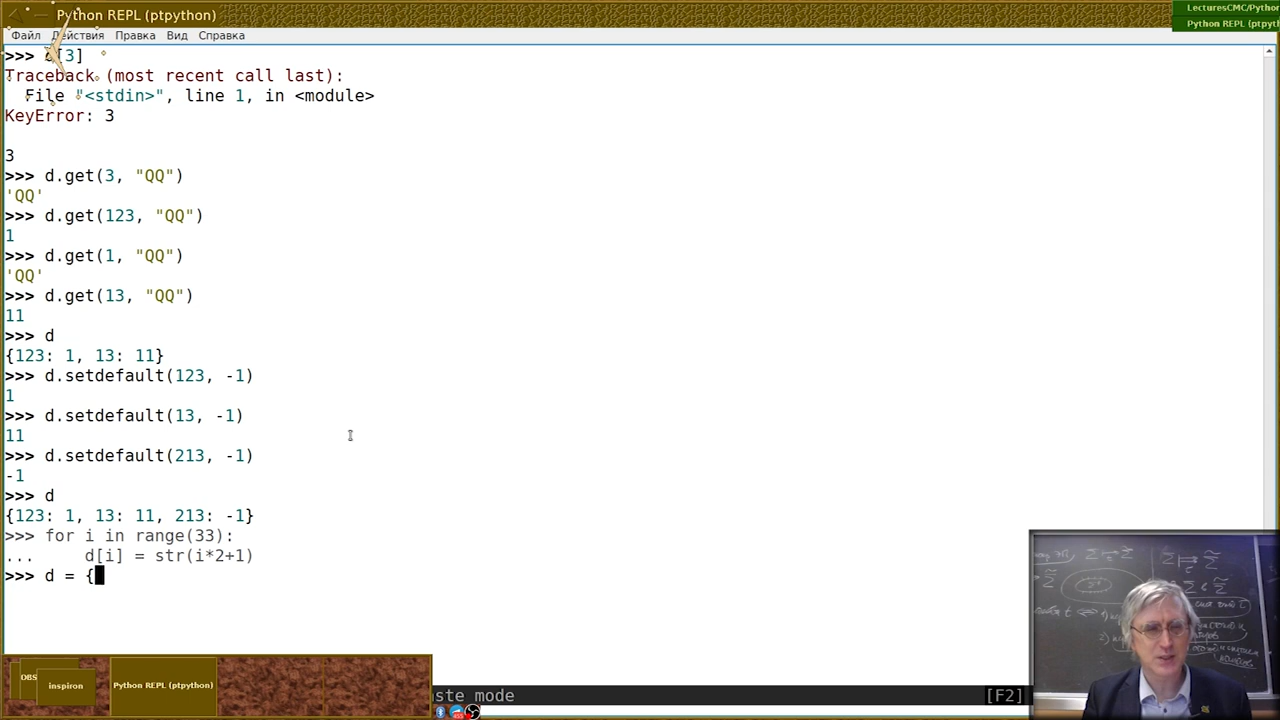 Python REPL (ptpython)
LecturesCMC/Python
Python REPL (ptpython
Файл Действия Правка Вид Справка
>>> d[3]
Traceback (most recent call last):
  File "<stdin>", line 1, in <module>
KeyError: 3
3
>>> d.get(3, "QQ")
'QQ'
>>> d.get(123, "QQ")
1
>>> d.get(1, "QQ")
'QQ'
>>> d.get(13, "QQ")
11
>>> d
{123: 1, 13: 11}
>>> d.setdefault(123, -1)
1
>>> d.setdefault(13, -1)
11
>>> d.setdefault(213, -1)
-1
>>> d
{123: 1, 13: 11, 213: -1}
>>> for i in range(33):
...     d[i] = str(i*2+1)
>>> d = {
OBS
inspiron
Python REPL (ptpython)
ste mode
[F2]